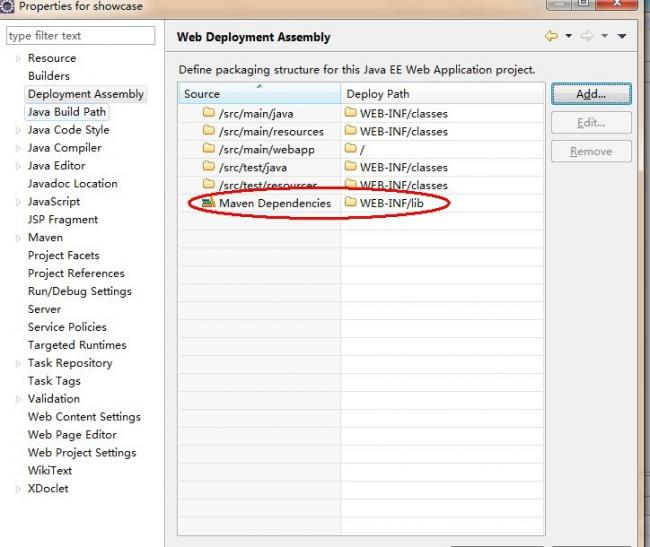 Properties for showcase
type filter text
Web Deployment Assembly
Resource
Builders
Deployment Assembly
Java Build Path
Java Code Style
Java Compiler
Java Editor
Javadoc Location
JavaScript
JSP Fragment
Maven
Project Facets
Project References
Run/Debug Settings
Server
Service Policies
Targeted Runtimes
Task Repository
Task Tags
Validation
Web Content Settings
Web Page Editor
Web Project Settings
WikiText
XDoclet
Define packaging structure for this Java EE Web Application project.
Source Deploy Path
/src/main/java WEB-INF/classes
/src/main/resources WEB-INF/classes
/src/main/webapp /
/src/test/java WEB-INF/classes
/src/test/resources WEB-INF/classes
Maven Dependencies WEB-INF/lib
Add...
Edit...
Remove